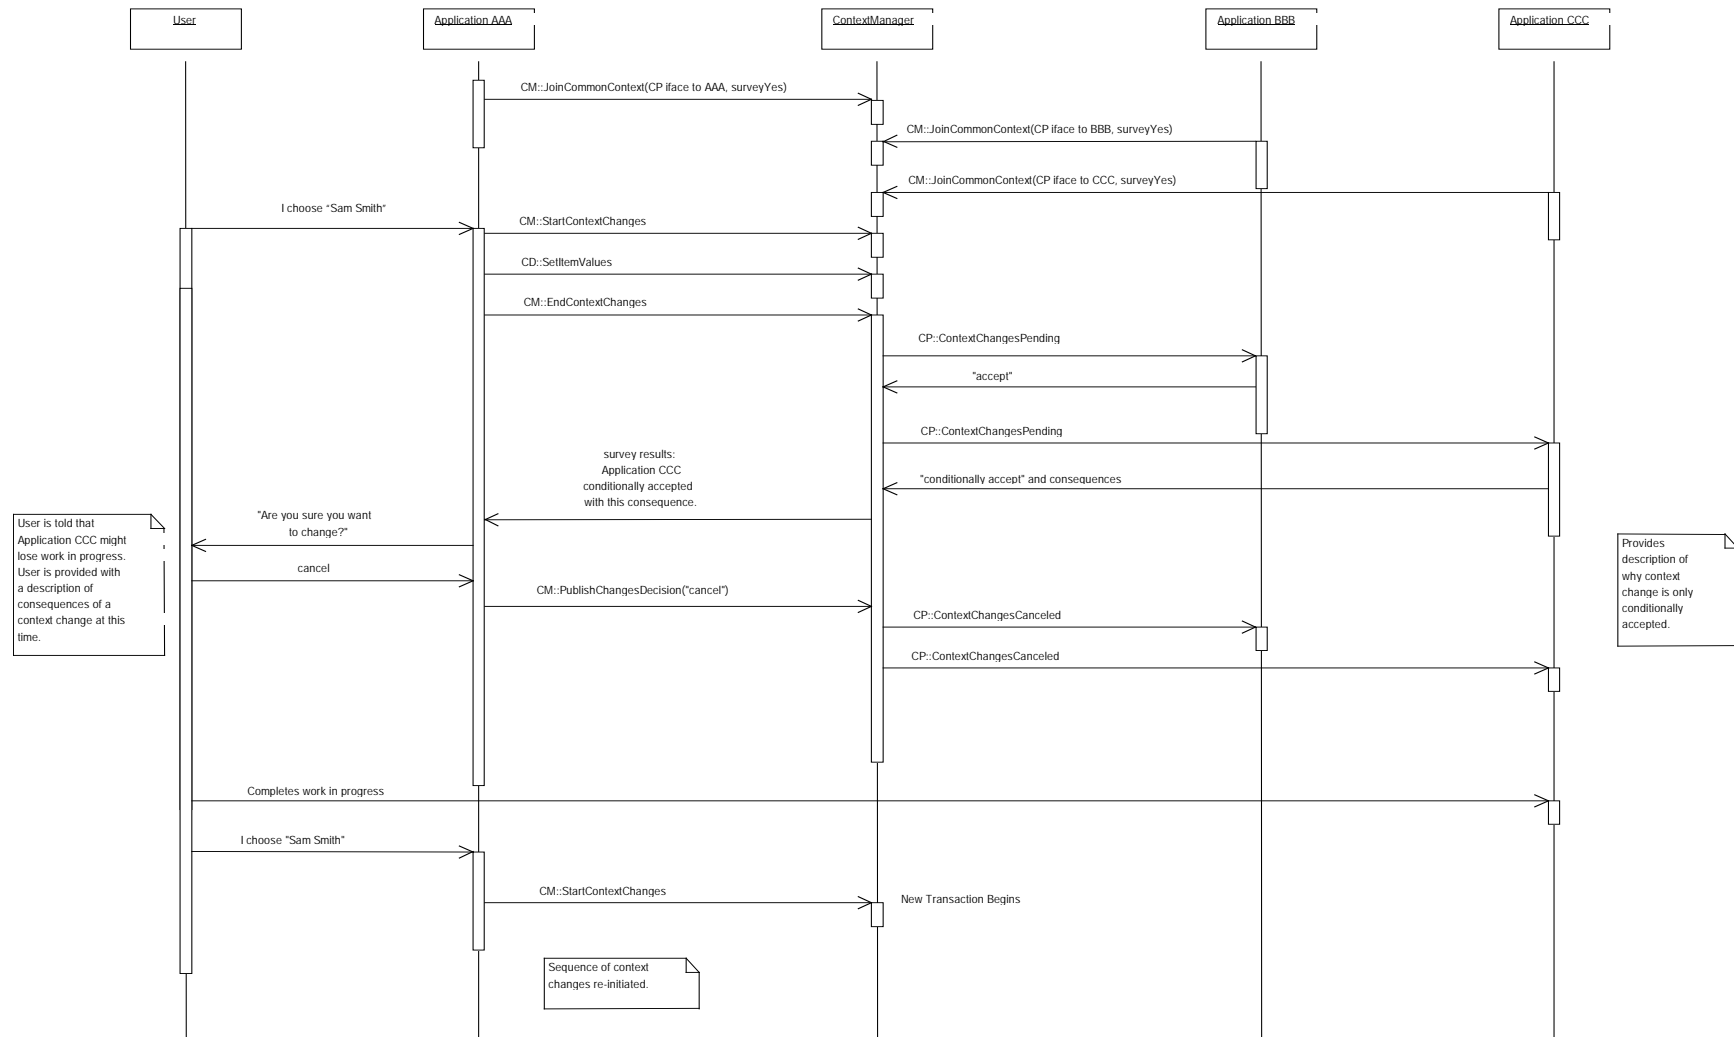 User
Application AAA
ContextManager
Application BBB
Application CCC
CM::JoinCommonContext(CP iface to AAA, surveyYes)
CM::JoinCommonContext(CP iface to BBB, surveyYes)
CM::JoinCommonContext(CP iface to CCC, surveyYes)
I choose "Sam Smith"
CM::StartContextChanges
CD::SetItemValues
CM::EndContextChanges
CP::ContextChangesPending
"accept"
CP::ContextChangesPending
survey results:
Application CCC
conditionally accepted
with this consequence.
"conditionally accept" and consequences
"Are you sure you want
to change?"
User is told that
Application CCC might
lose work in progress.
User is provided with
a description of
consequences of a
context change at this
time.
Provides
description of
why context
change is only
conditionally
accepted.
cancel
CM::PublishChangesDecision("cancel")
CP::ContextChangesCanceled
CP::ContextChangesCanceled
Completes work in progress
I choose "Sam Smith"
CM::StartContextChanges
New Transaction Begins
Sequence of context
changes re-initiated.